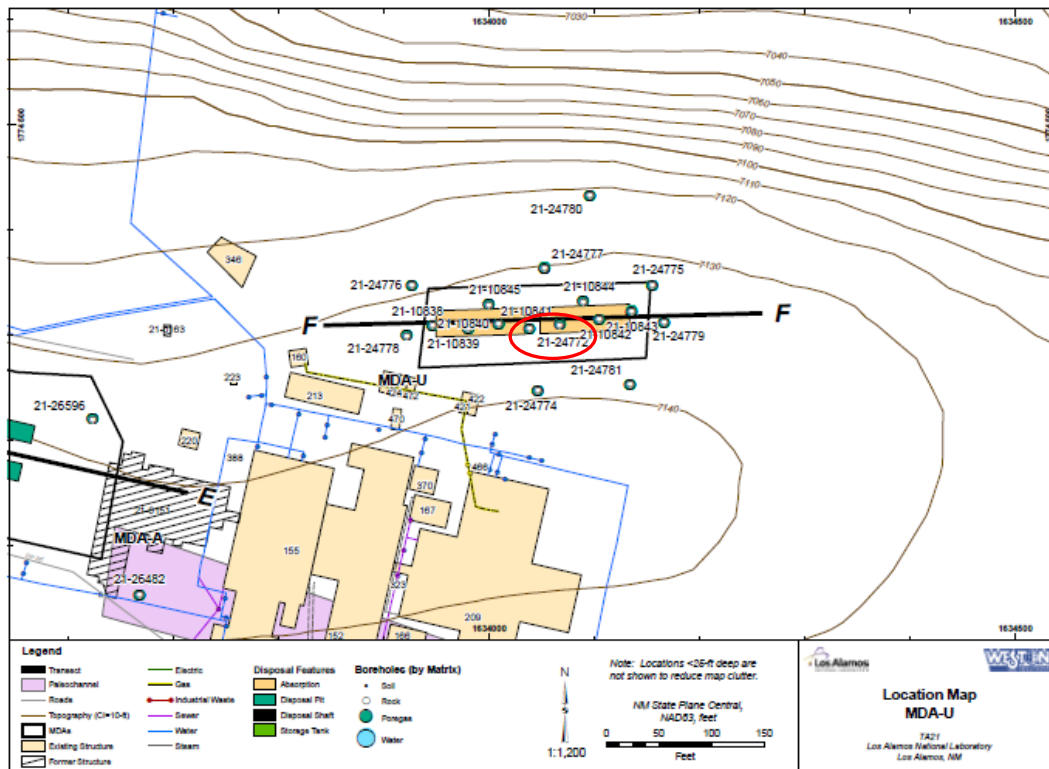 1634000
1634500
7030
7040
7050
7060
7070
7080
7090
7100
7110
7120
21-24780
21-24777
7130
21-24776
21-24775
21-10845
21-10844
346
21-10838
21-10841
F
F
21-10840
21-10843
21-10842
21-24779
21-24778
21-10839
21-24772
160
21-24781
223
MDA-U
213
422
21-24774
7140
21-26596
470
220
388
466
370
167
E
MDA-A
155
21-26482
323
209
152
166
1634000
1634500
Legend
Transect
Paleochannel
Roads
Topography (CI=10-ft)
MDAs
Existing Structure
Former Structure
Electric
Gas
Industrial Waste
Sewer
Water
Steam
Disposal Features
Absorption
Disposal Pit
Disposal Shaft
Storage Tank
Boreholes (by Matrix)
Soil
Rock
Poregas
Water
N
1:1,200
Note: Locations <25-ft deep are
not shown to reduce map clutter.
NM State Plane Central,
NAD83, feet
0 50 100 150
Feet
Los Alamos
WESTON
Location Map
MDA-U
TA21
Los Alamos National Laboratory
Los Alamos, NM